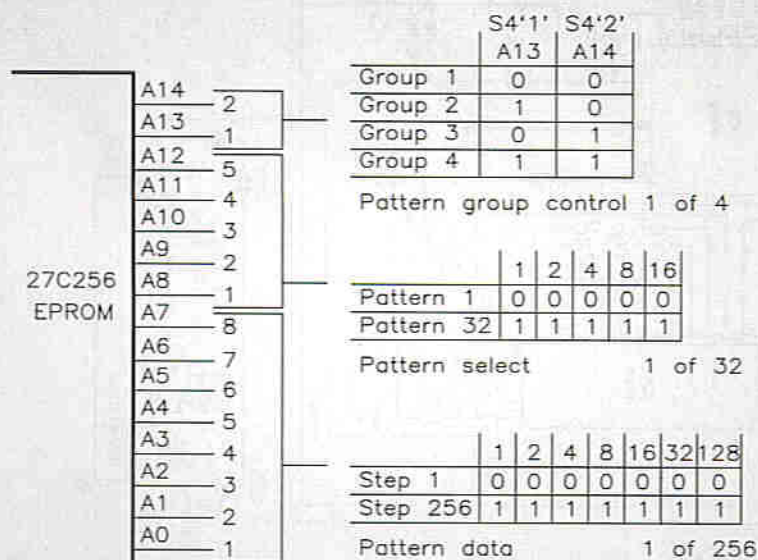 S4'1' S4'2'
A13 A14
Group 1 0 0
Group 2 1 0
Group 3 0 1
Group 4 1 1
Pattern group control 1 of 4
1 2 4 8 16
Pattern 1 0 0 0 0 0
Pattern 32 1 1 1 1 1
Pattern select 1 of 32
1 2 4 8 16 32 128
Step 1 0 0 0 0 0 0 0
Step 256 1 1 1 1 1 1 1
Pattern data 1 of 256
27C256
EPROM
A14 2
A13 1
A12 5
A11 4
A10 3
A9 2
A8 1
A7 8
A6 7
A5 6
A4 5
A3 4
A2 3
A1 2
A0 1